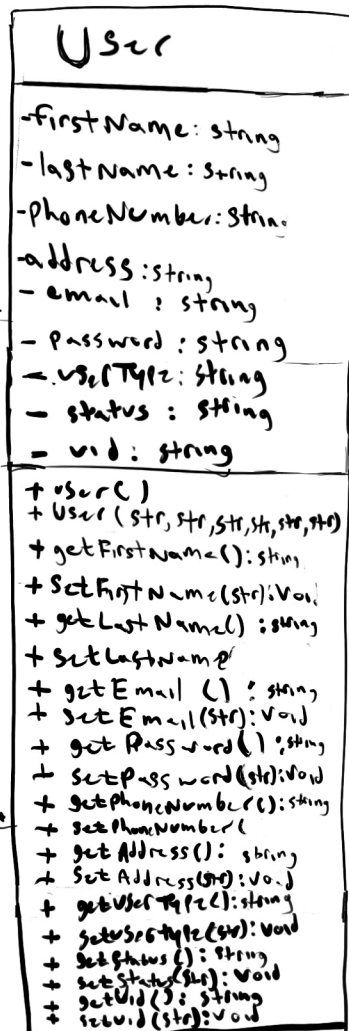 User
-firstName: string
-lastName: string
-phoneNumber: string
-address: string
- email : string
- password : string
- userType: string
- status : string
- uid : string
+ user()
+ User (str, str, str, str, str, str)
+ getFirstName(): string
+ SetFirstName(str): Void
+ getLastName() : string
+ SetLastName
+ getEmail () : string
+ setEmail(str): Void
+ getPassword() : string
+ setPassword(str): Void
+ getPhoneNumber(): string
+ setPhoneNumber(
+ getAddress(): string
+ SetAddress(str): Void
+ getUserType(): string
+ setUserType(str): Void
+ getStatus() : string
+ setStatus(str): Void
+ getUid() : string
+ setUid(str): Void